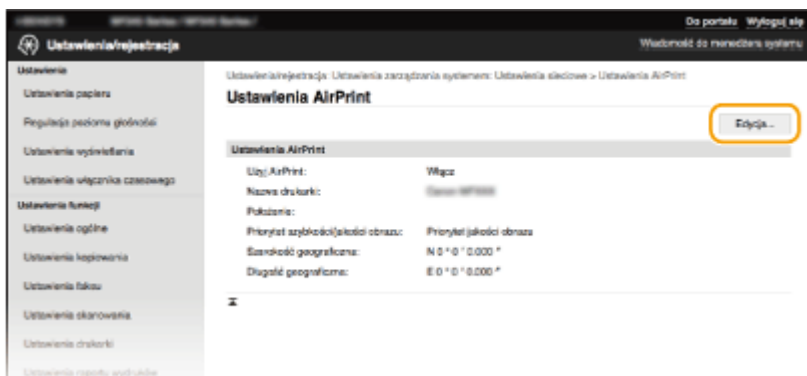 Do portalu Wyloguj się
Ustawienia/rejestracja
Wiadomość do menedżera systemu
Ustawienia
Ustawienia papieru
Regulacja poziomu głośności
Ustawienia wyświetlania
Ustawienia włącznika czasowego
Ustawienia funkcji
Ustawienia ogólne
Ustawienia kopiowania
Ustawienia faksu
Ustawienia skanowania
Ustawienia drukarki
Ustawienia raportu wydruków
Ustawienia/rejestracja: Ustawienia zarządzania systemem: Ustawienia sieciowe > Ustawienia AirPrint
Ustawienia AirPrint
Edycja...
Ustawienia AirPrint
Użyj AirPrint: Włącz
Nazwa drukarki:
Położenie:
Priorytet szybkości/jakości obrazu: Priorytet jakości obrazu
Szerokość geograficzna: N 0 ° 0 ' 0.000 "
Długość geograficzna: E 0 ° 0 ' 0.000 "